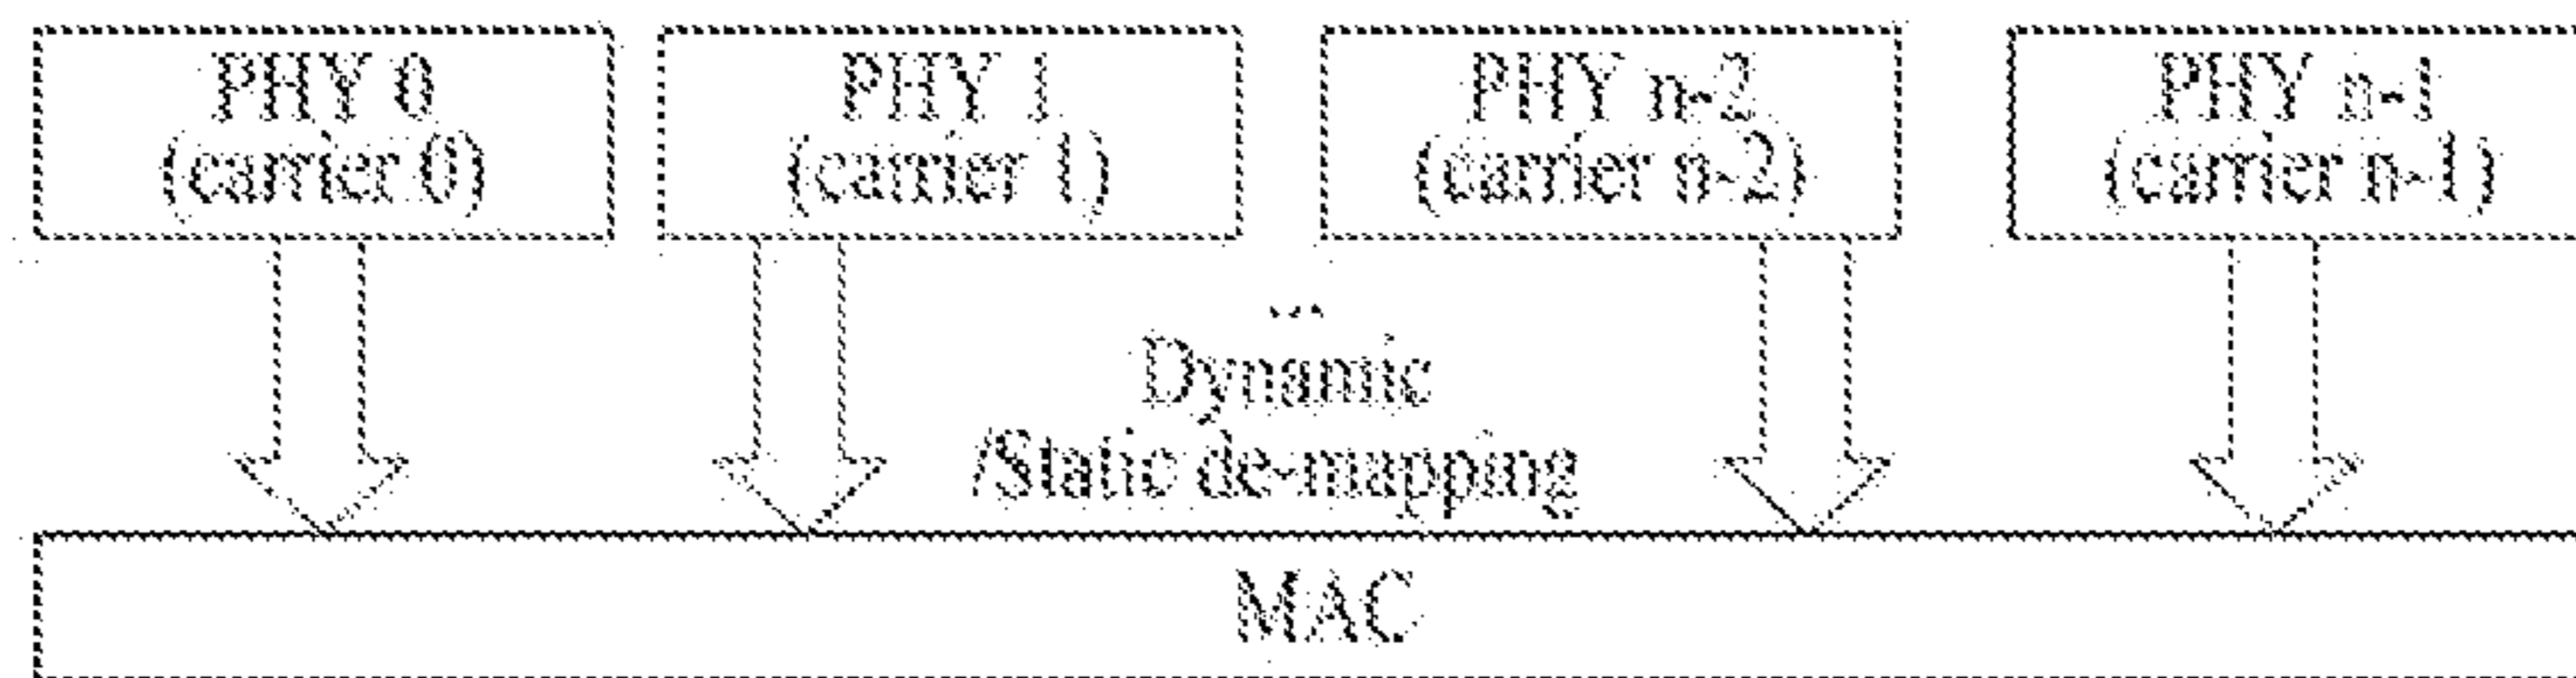 PHY 0
(carrier 0)
PHY 1
(carrier 1)
PHY n-2
(carrier n-2)
PHY n-1
(carrier n-1)
...
Dynamic
/Static de-mapping
MAC